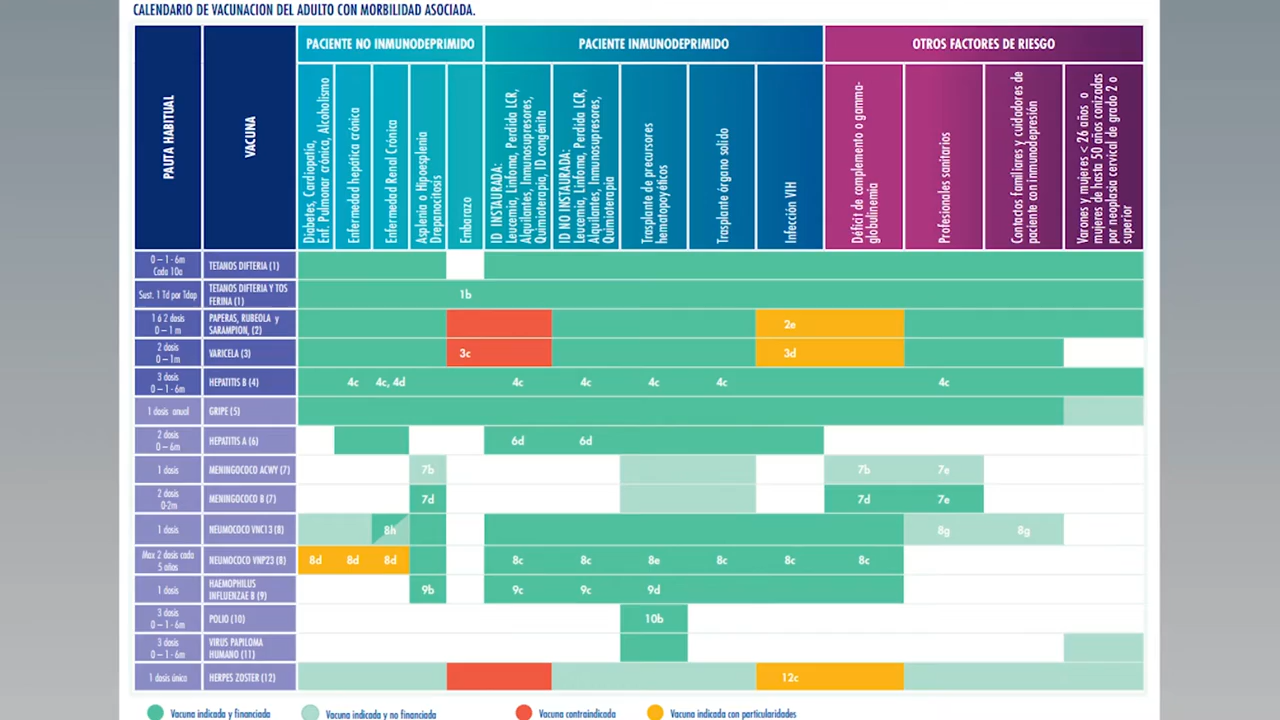 CALENDARIO DE VACUNACION DEL ADULTO CON MORBILIDAD ASOCIADA.
PACIENTE NO INMUNODEPRIMIDO
PACIENTE INMUNODEPRIMIDO
OTROS FACTORES DE RIESGO
PAUTA HABITUAL
VACUNA
Diabetes, Cardiopatía,
Enf. Pulmonar crónica, Alcoholismo
Enfermedad hepática crónica
Enfermedad Renal Crónica
Asplenia o Hipoesplenia
Drepanocitosis
Embarazo
ID INSTAURADA:
Leucemia, Linfoma, Perdida LCR,
Alquilantes, Inmunosupresores,
Quimioterapia, ID congénita
ID NO INSTAURADA:
Leucemia, Linfoma, Perdida LCR,
Alquilantes, Inmunosupresores,
Quimioterapia
Trasplante de precursores
hematopoyéticos
Trasplante órgano solido
Infección VIH
Déficit de complemento o gamma-
globulinemia
Profesionales sanitarios
Contactos familiares y cuidadores de
paciente con inmunodepresión
Varones y mujeres < 26 años o
mujeres de hasta 50 años conizadas
por neoplasia cervical de grado 2 o
superior
0 – 1 - 6m
Cada 10a
TETANOS DIFTERIA (1)
Sust. 1 Td por Tdap
TETANOS DIFTERIA Y TOS
FERINA (1)
1b
1 ó 2 dosis
0 – 1 m
PAPERAS, RUBEOLA y
SARAMPION, (2)
2e
2 dosis
0 – 1m
VARICELA (3)
3c
3d
3 dosis
0 – 1 - 6m
HEPATITIS B (4)
4c
4c, 4d
4c
4c
4c
4c
4c
1 dosis anual
GRIPE (5)
2 dosis
0 – 6m
HEPATITIS A (6)
6d
6d
1 dosis
MENINGOCOCO ACWY (7)
7b
7b
7e
2 dosis
0-2m
MENINGOCOCO B (7)
7d
7d
7e
1 dosis
NEUMOCOCO VNC13 (8)
8h
8g
8g
Max 2 dosis cada
5 años
NEUMOCOCO VNP23 (8)
8d
8d
8d
8c
8c
8e
8c
8c
8c
1 dosis
HAEMOPHILUS
INFLUENZAE B (9)
9b
9c
9c
9d
3 dosis
0 – 1 - 6m
POLIO (10)
10b
3 dosis
0 – 1 - 6m
VIRUS PAPILOMA
HUMANO (11)
1 dosis único
HERPES ZOSTER (12)
12c
Vacuna indicada y financiada
Vacuna indicada y no financiada
Vacuna contraindicada
Vacuna indicada con particularidades